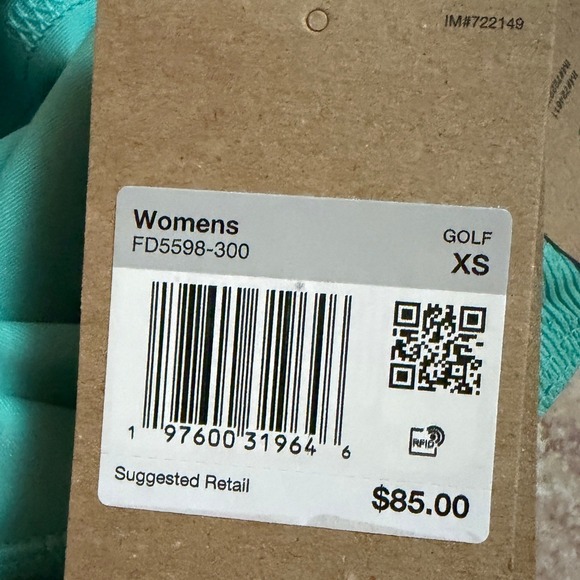 IM#722149
Womens
FD5598-300
GOLF
XS
1 97600 31964 6
RFID
Suggested Retail
$85.00